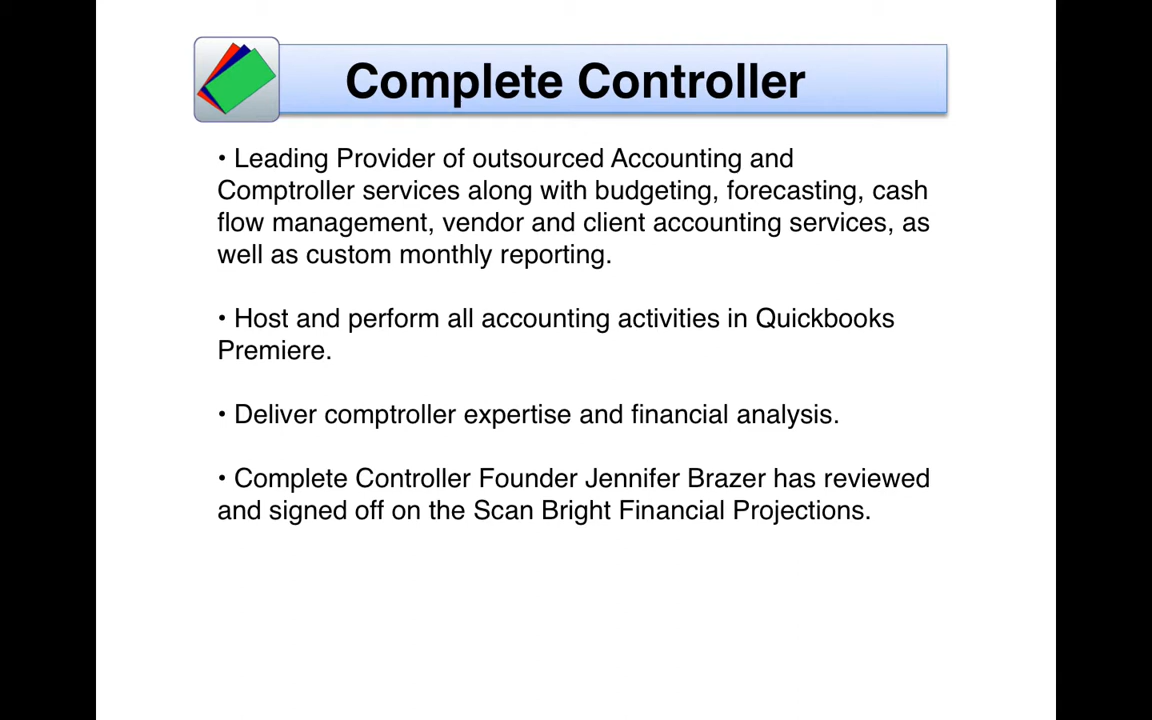 Complete Controller
• Leading Provider of outsourced Accounting and
Comptroller services along with budgeting, forecasting, cash
flow management, vendor and client accounting services, as
well as custom monthly reporting.
• Host and perform all accounting activities in Quickbooks
Premiere.
• Deliver comptroller expertise and financial analysis.
• Complete Controller Founder Jennifer Brazer has reviewed
and signed off on the Scan Bright Financial Projections.